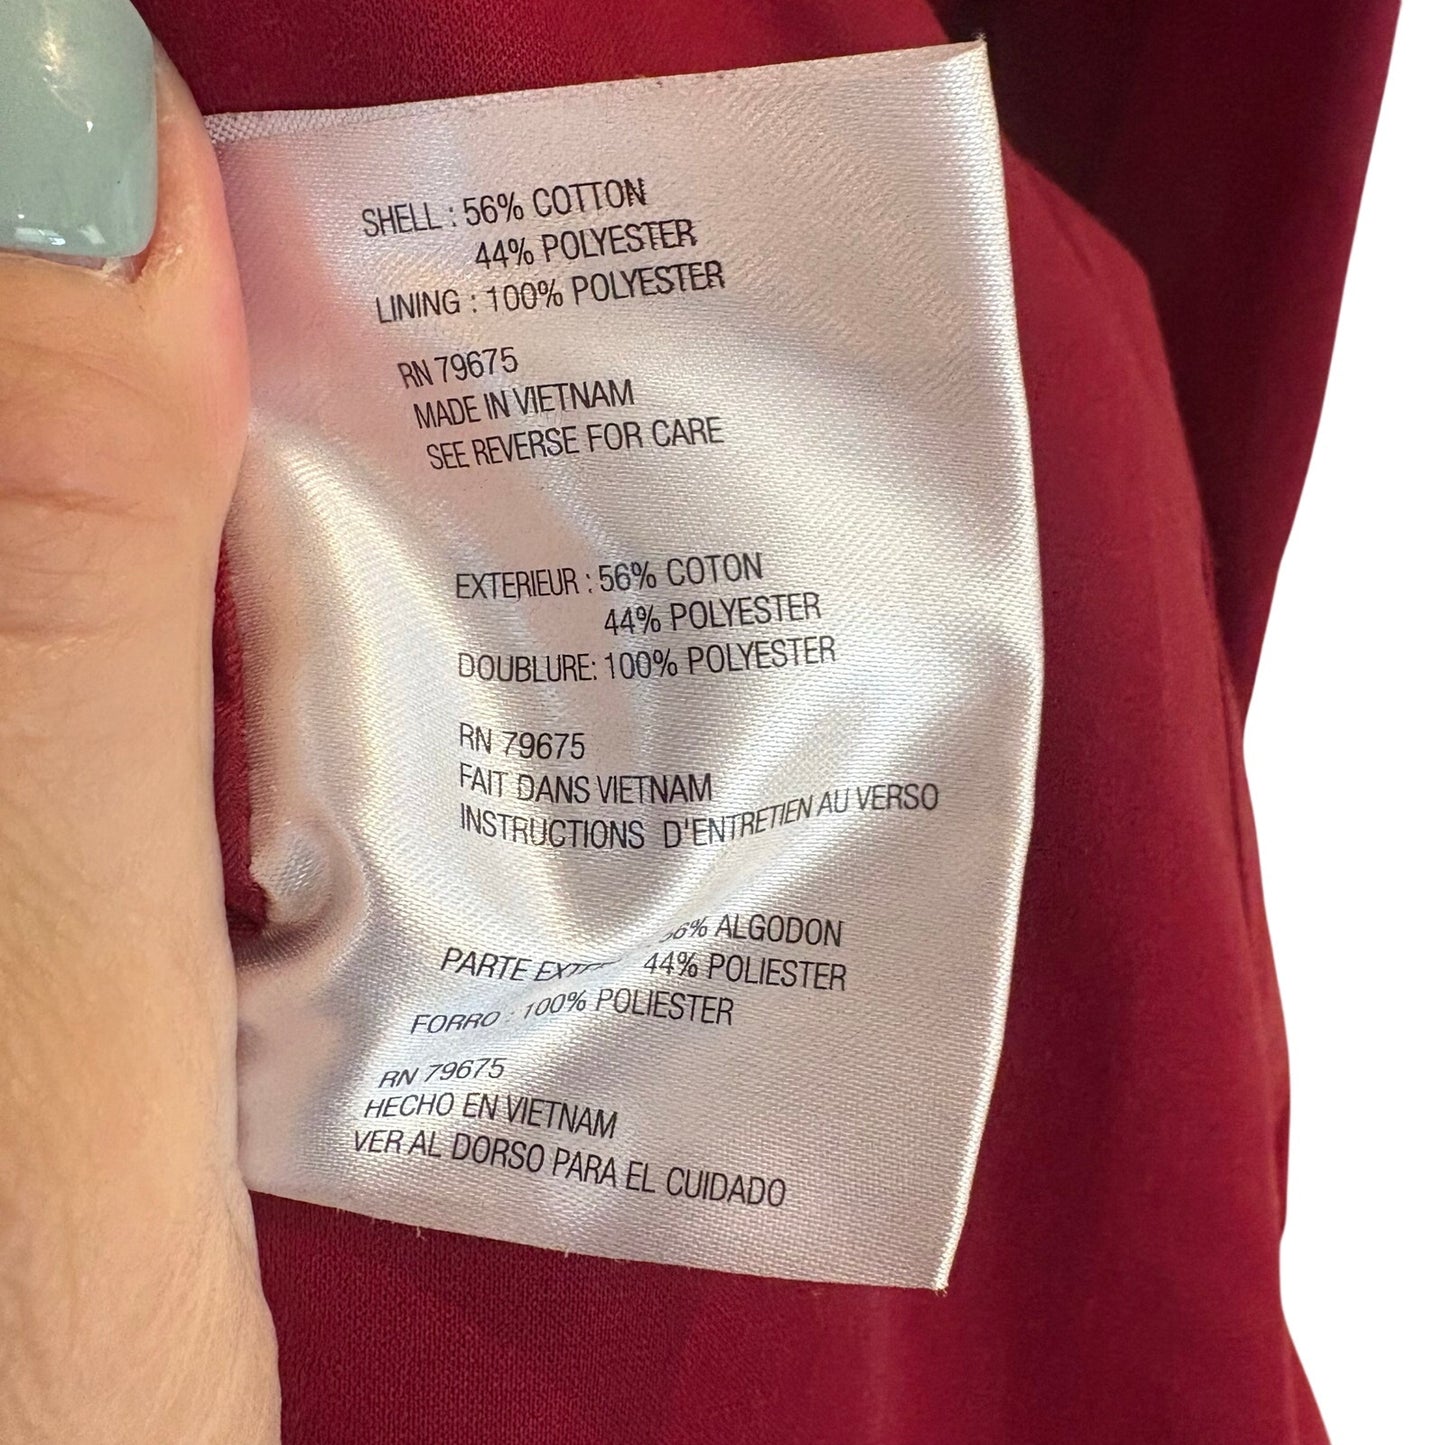 SHELL : 56% COTTON
44% POLYESTER
LINING : 100% POLYESTER
RN 79675
MADE IN VIETNAM
SEE REVERSE FOR CARE
EXTERIEUR : 56% COTON
44% POLYESTER
DOUBLURE: 100% POLYESTER
RN 79675
FAIT DANS VIETNAM
INSTRUCTIONS D'ENTRETIEN AU VERSO
PARTE 56% ALGODON
44% POLIESTER
FORRO : 100% POLIESTER
RN 79675
HECHO EN VIETNAM
VER AL DORSO PARA EL CUIDADO